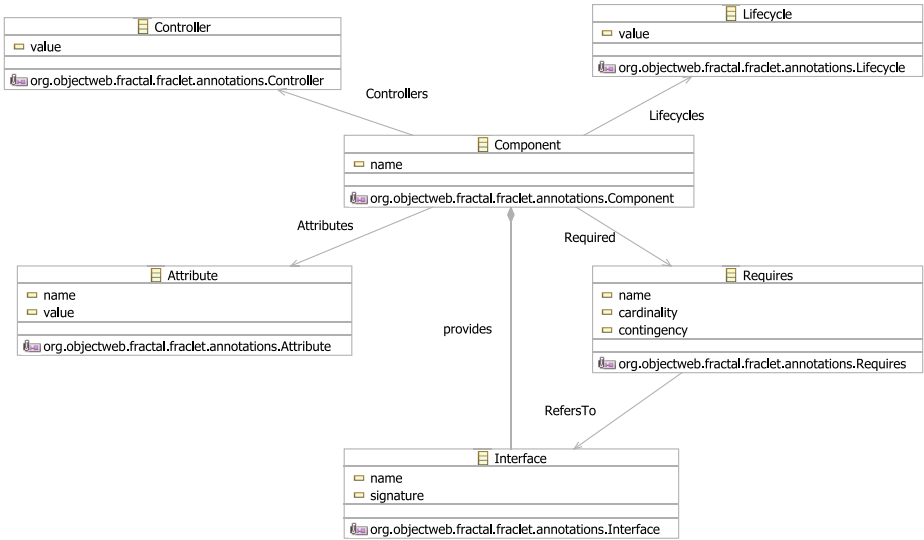 Controller
value
org.objectweb.fractal.fraclet.annotations.Controller
Lifecycle
value
org.objectweb.fractal.fraclet.annotations.Lifecycle
Controllers
Lifecycles
Component
name
org.objectweb.fractal.fraclet.annotations.Component
Attributes
Required
Attribute
name
value
org.objectweb.fractal.fraclet.annotations.Attribute
provides
Requires
name
cardinality
contingency
org.objectweb.fractal.fraclet.annotations.Requires
RefersTo
Interface
name
signature
org.objectweb.fractal.fraclet.annotations.Interface